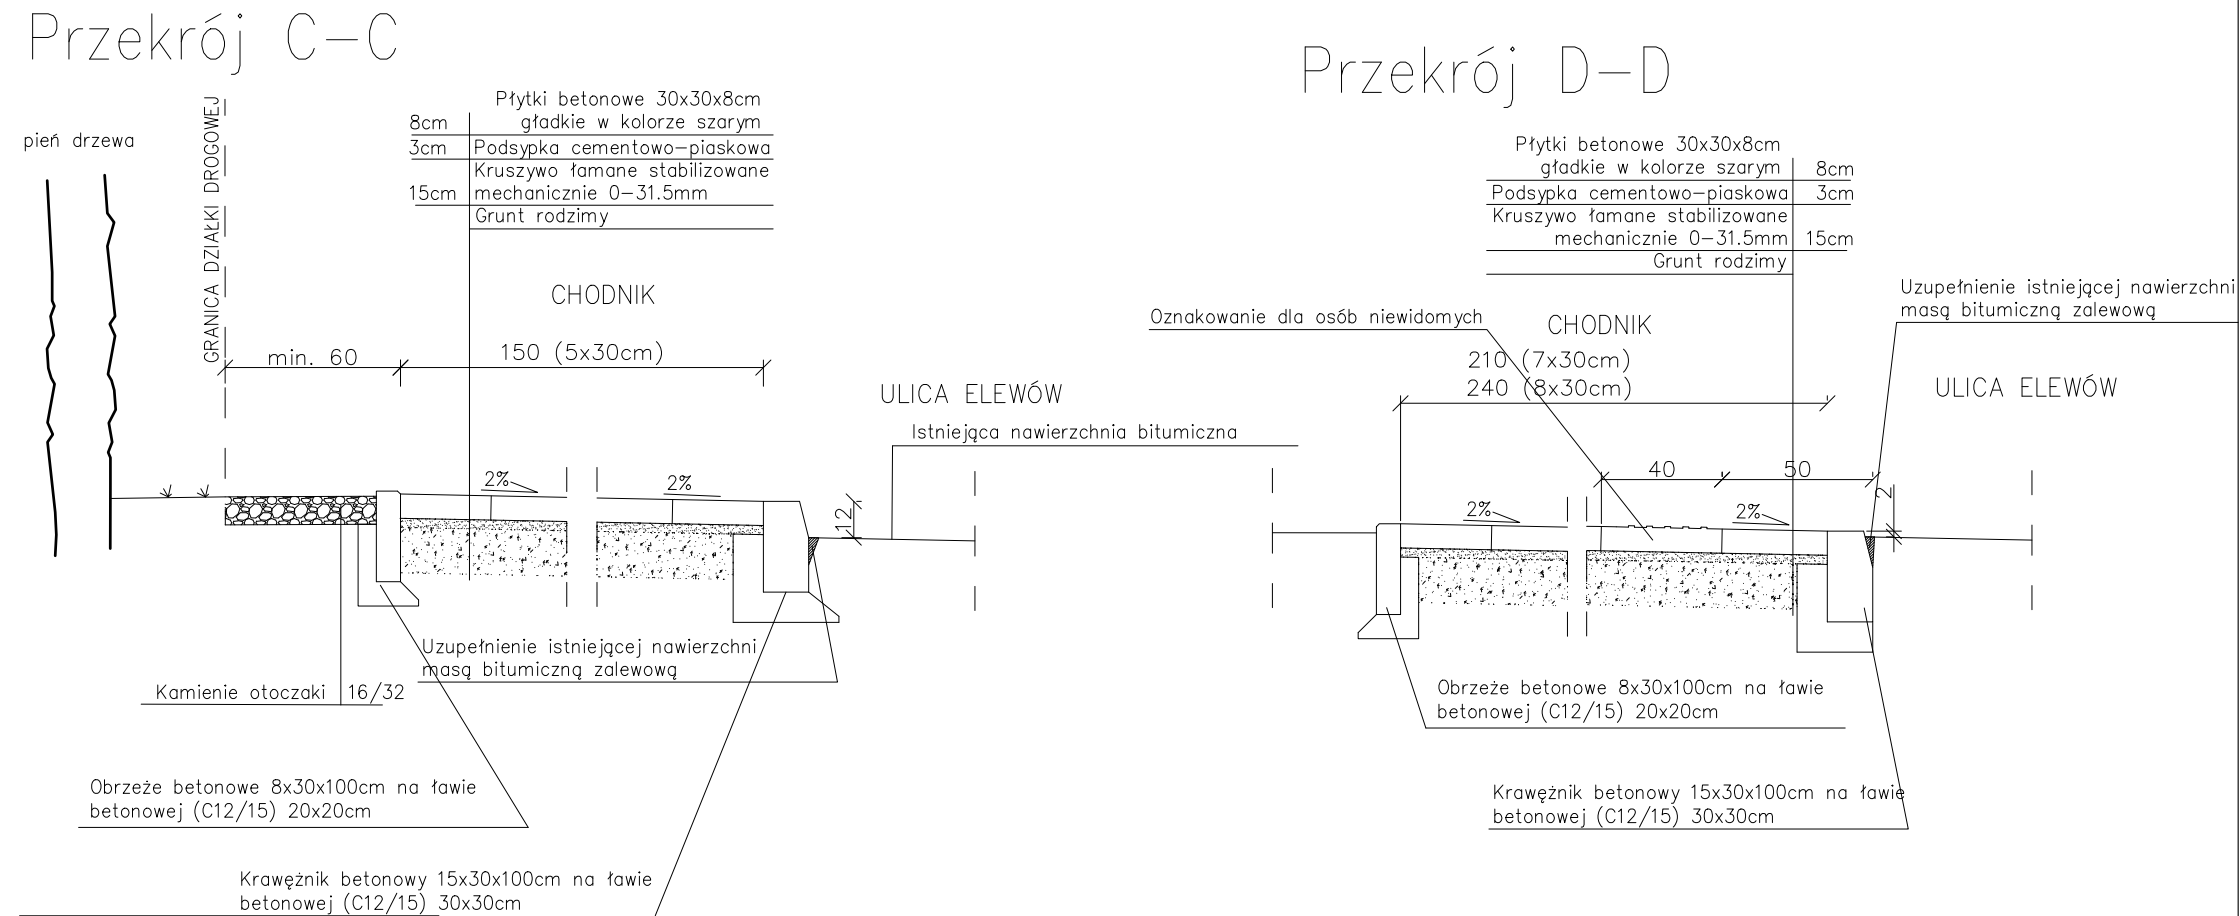 Przekrój C-C
pień drzewa
GRANICA DZIAŁKI DROGOWEJ
Płytki betonowe 30x30x8cm
8cm gładkie w kolorze szarym
3cm Podsypka cementowo-piaskowa
Kruszywo łamane stabilizowane
15cm mechanicznie 0-31.5mm
Grunt rodzimy
CHODNIK
min. 60
150 (5x30cm)
ULICA ELEWÓW
Istniejąca nawierzchnia bitumiczna
2%
2%
12
Uzupełnienie istniejącej nawierzchni
masą bitumiczną zalewową
Kamienie otoczaki 16/32
Obrzeże betonowe 8x30x100cm na ławie
betonowej (C12/15) 20x20cm
Krawężnik betonowy 15x30x100cm na ławie
betonowej (C12/15) 30x30cm
Przekrój D-D
Płytki betonowe 30x30x8cm
gładkie w kolorze szarym 8cm
Podsypka cementowo-piaskowa 3cm
Kruszywo łamane stabilizowane
mechanicznie 0-31.5mm 15cm
Grunt rodzimy
Uzupełnienie istniejącej nawierzchni
masą bitumiczną zalewową
Oznakowanie dla osób niewidomych
CHODNIK
210 (7x30cm)
240 (8x30cm)
ULICA ELEWÓW
40
50
2
2%
2%
Obrzeże betonowe 8x30x100cm na ławie
betonowej (C12/15) 20x20cm
Krawężnik betonowy 15x30x100cm na ławie
betonowej (C12/15) 30x30cm